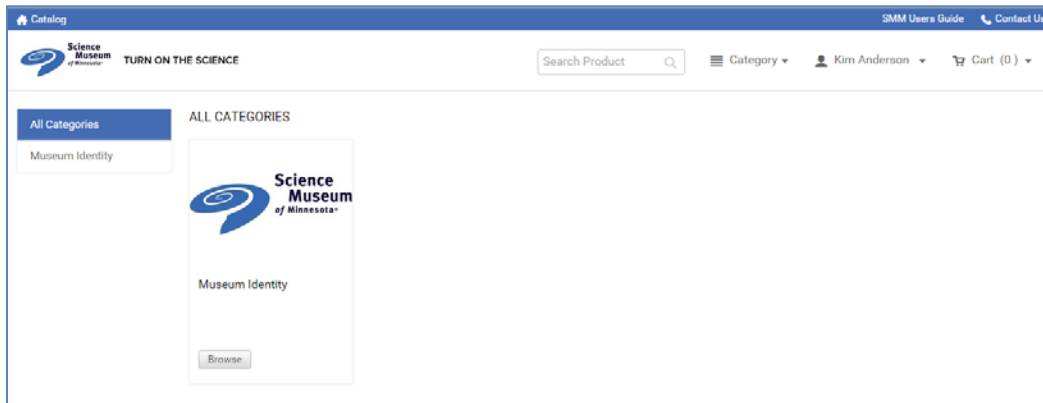 Catalog
SMM Users Guide
Contact Us
Science
Museum
of Minnesota
TURN ON THE SCIENCE
Search Product
Category
Kim Anderson
Cart (0)
All Categories
Museum Identity
ALL CATEGORIES
Science
Museum
of Minnesota
Museum Identity
Browse